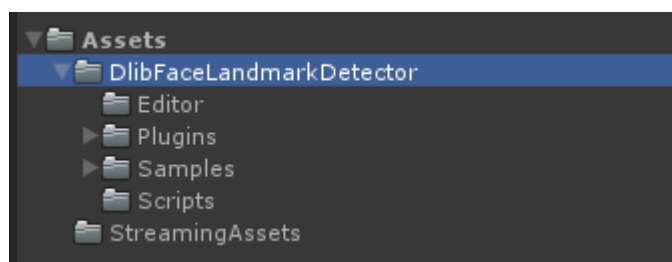 Assets
DlibFaceLandmarkDetector
Editor
Plugins
Samples
Scripts
StreamingAssets